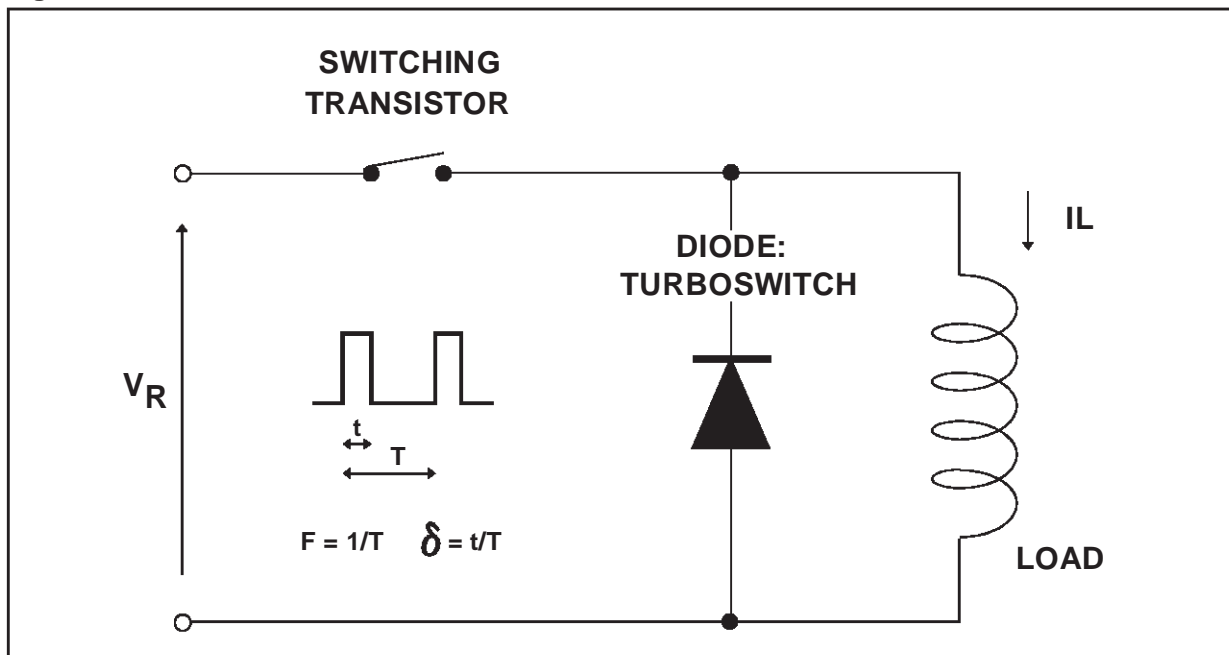 SWITCHING
TRANSISTOR
IL
DIODE:
TURBOSWITCH
VR
t
T
F = 1/T δ = t/T
LOAD